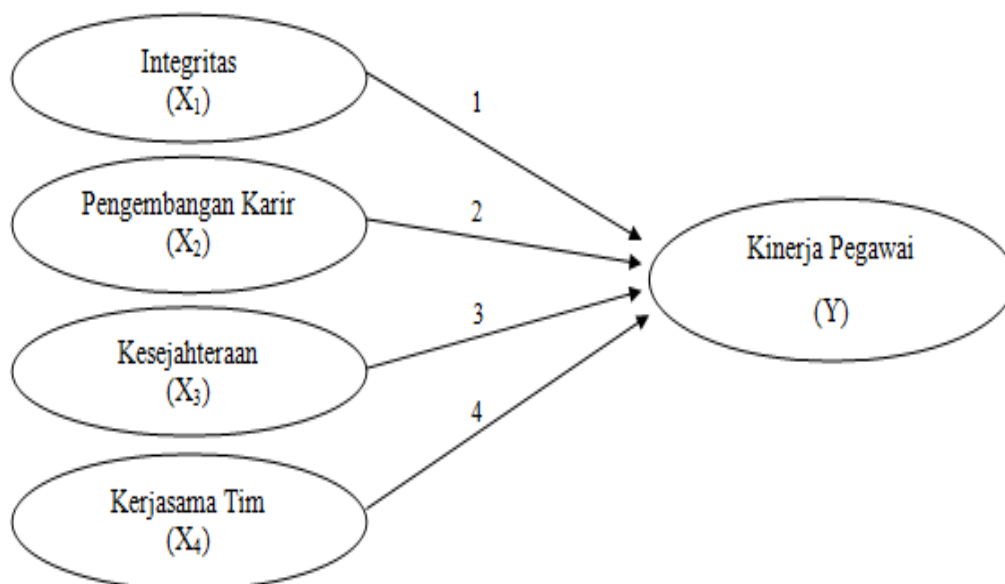 Integritas
(X₁)
1
Pengembangan Karir
(X₂)
2
Kinerja Pegawai
(Y)
Kesejahteraan
(X₃)
3
Kerjasama Tim
(X₄)
4